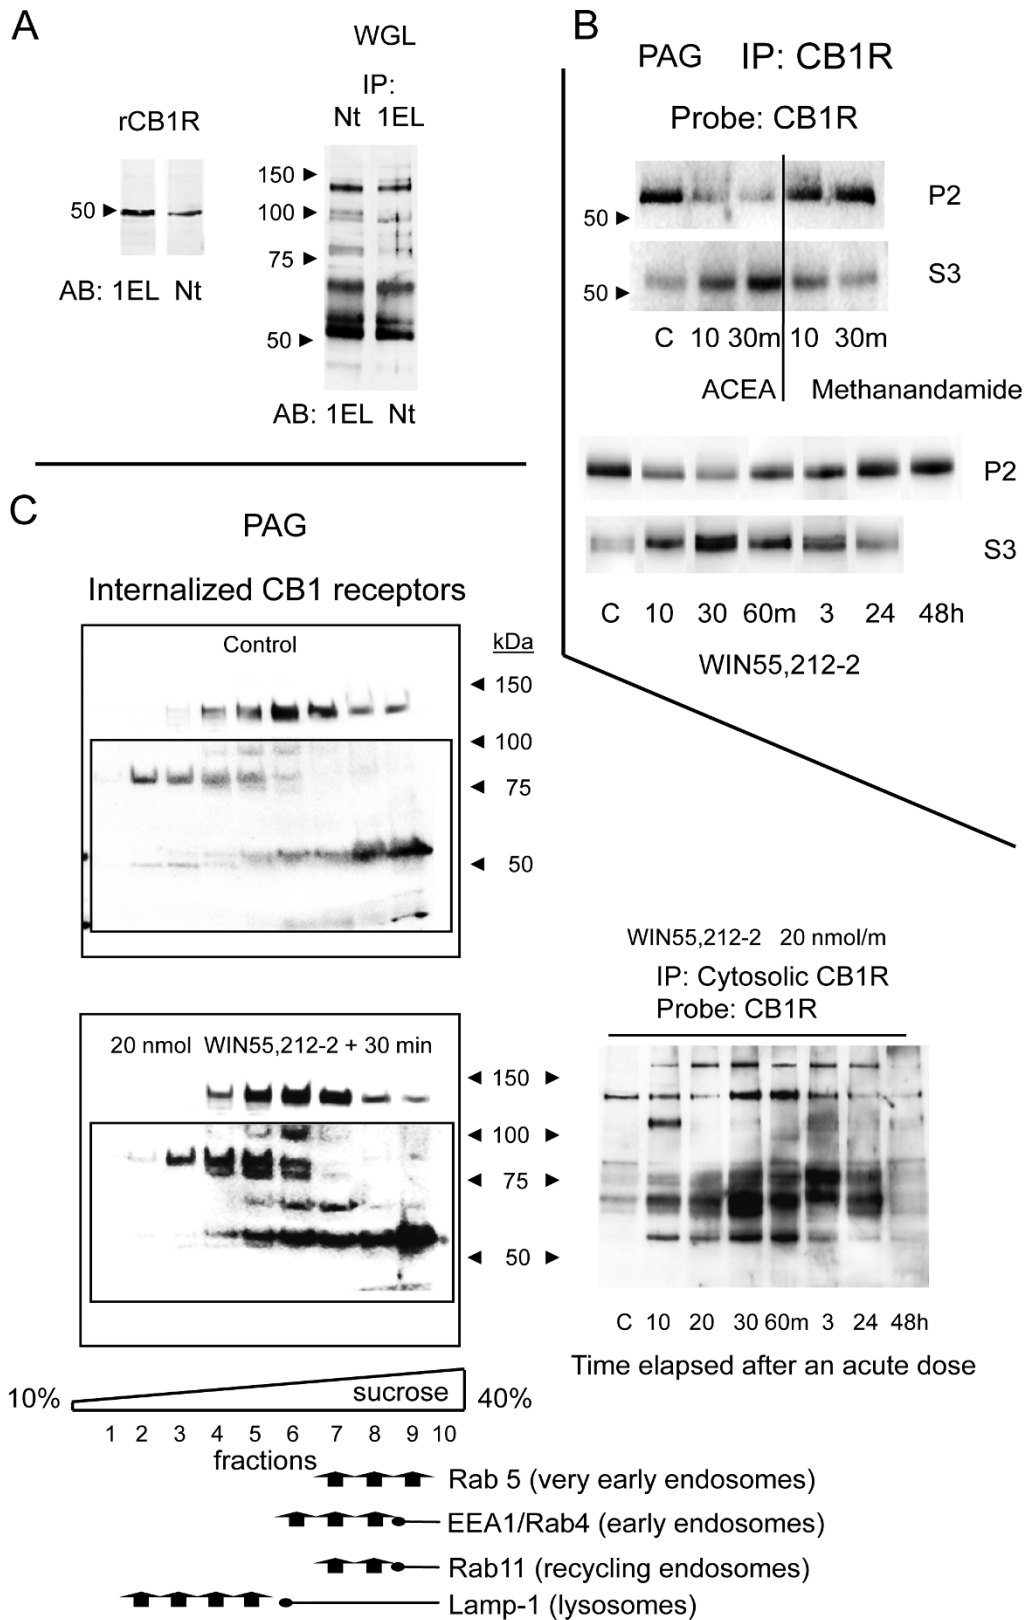 A
WGL
IP:
Nt 1EL
rCB1R
150
100
75
50
50
AB: 1EL Nt
AB: 1EL Nt
B
PAG IP: CB1R
Probe: CB1R
50
P2
50
S3
C 10 30m 10 30m
ACEA Methanandamide
P2
S3
C 10 30 60m 3 24 48h
WIN55,212-2
C
PAG
Internalized CB1 receptors
Control
kDa
150
100
75
50
20 nmol WIN55,212-2 + 30 min
150
100
75
50
WIN55,212-2 20 nmol/m
IP: Cytosolic CB1R
Probe: CB1R
C 10 20 30 60m 3 24 48h
Time elapsed after an acute dose
10% sucrose 40%
1 2 3 4 5 6 7 8 9 10
fractions
Rab 5 (very early endosomes)
EEA1/Rab4 (early endosomes)
Rab11 (recycling endosomes)
Lamp-1 (lysosomes)